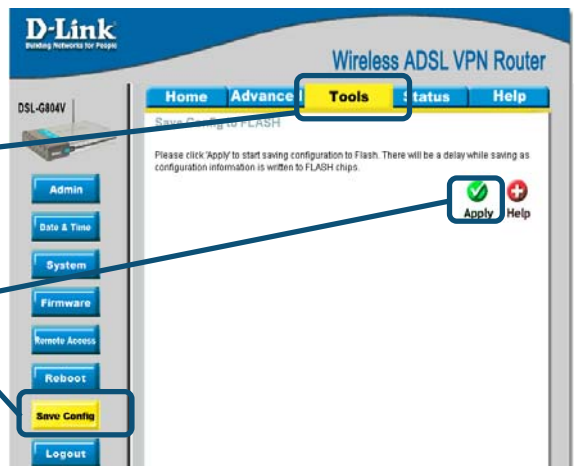 D-Link
Building Networks for People
Wireless ADSL VPN Router
DSL-G804V
Home Advanced Tools Status Help
Save Config to FLASH
Please click 'Apply' to start saving configuration to Flash. There will be a delay while saving as
configuration information is written to FLASH chips.
Apply Help
Admin
Date & Time
System
Firmware
Remote Access
Reboot
Save Config
Logout